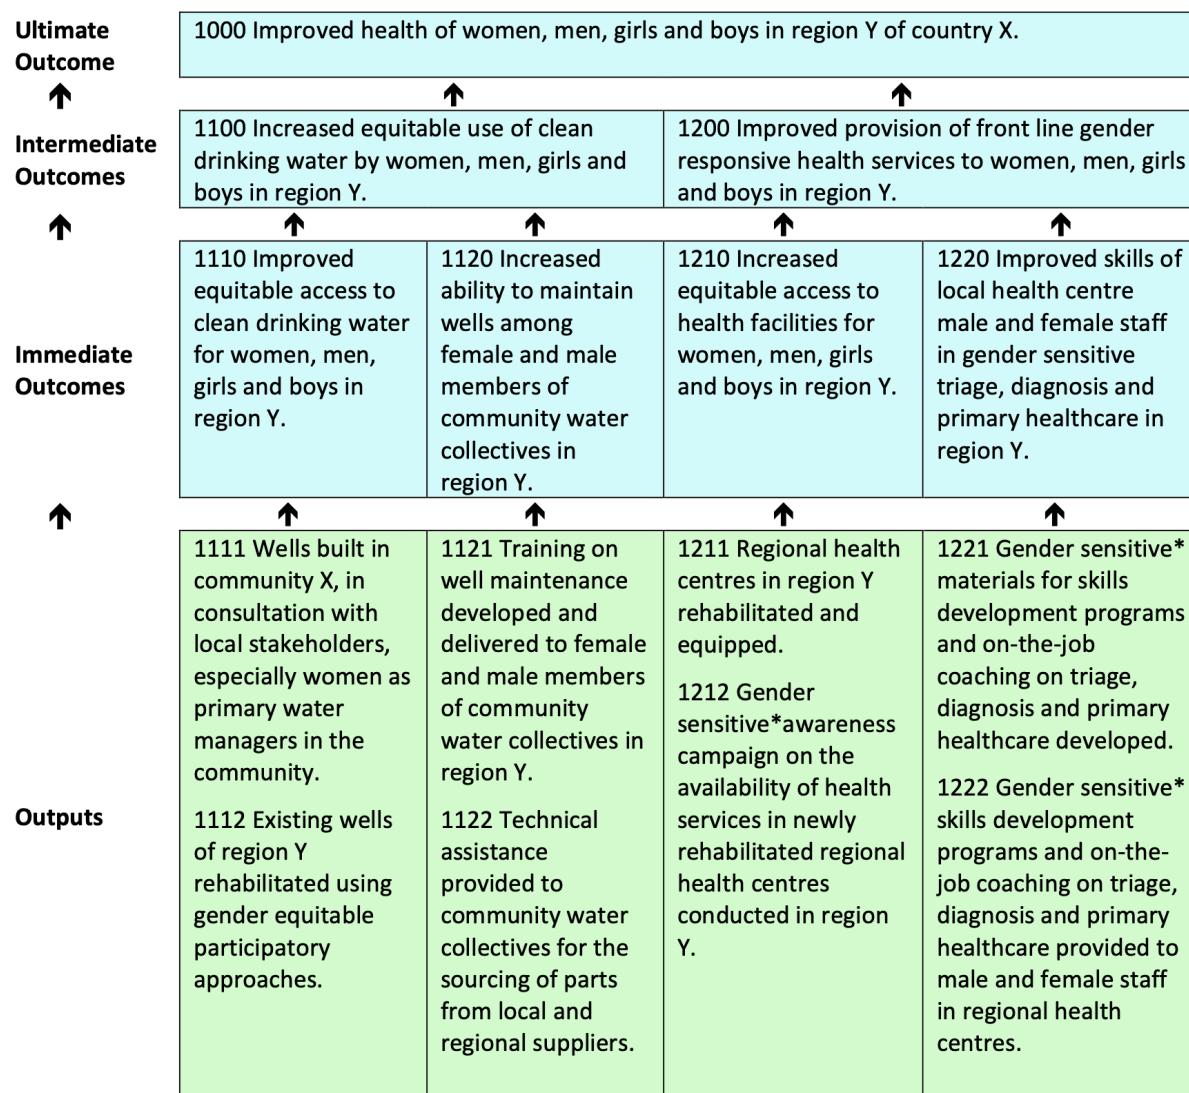 Ultimate
Outcome
1000 Improved health of women, men, girls and boys in region Y of country X.
Intermediate
Outcomes
1100 Increased equitable use of clean
drinking water by women, men, girls and
boys in region Y.
1200 Improved provision of front line gender
responsive health services to women, men, girls
and boys in region Y.
Immediate
Outcomes
1110 Improved
equitable access to
clean drinking water
for women, men,
girls and boys in
region Y.
1120 Increased
ability to maintain
wells among
female and male
members of
community water
collectives in
region Y.
1210 Increased
equitable access to
health facilities for
women, men, girls
and boys in region Y.
1220 Improved skills of
local health centre
male and female staff
in gender sensitive
triage, diagnosis and
primary healthcare in
region Y.
Outputs
1111 Wells built in
community X, in
consultation with
local stakeholders,
especially women as
primary water
managers in the
community.
1112 Existing wells
of region Y
rehabilitated using
gender equitable
participatory
approaches.
1121 Training on
well maintenance
developed and
delivered to female
and male members
of community
water collectives in
region Y.
1122 Technical
assistance
provided to
community water
collectives for the
sourcing of parts
from local and
regional suppliers.
1211 Regional health
centres in region Y
rehabilitated and
equipped.
1212 Gender
sensitive*awareness
campaign on the
availability of health
services in newly
rehabilitated regional
health centres
conducted in region
Y.
1221 Gender sensitive*
materials for skills
development programs
and on-the-job
coaching on triage,
diagnosis and primary
healthcare developed.
1222 Gender sensitive*
skills development
programs and on-the-
job coaching on triage,
diagnosis and primary
healthcare provided to
male and female staff
in regional health
centres.